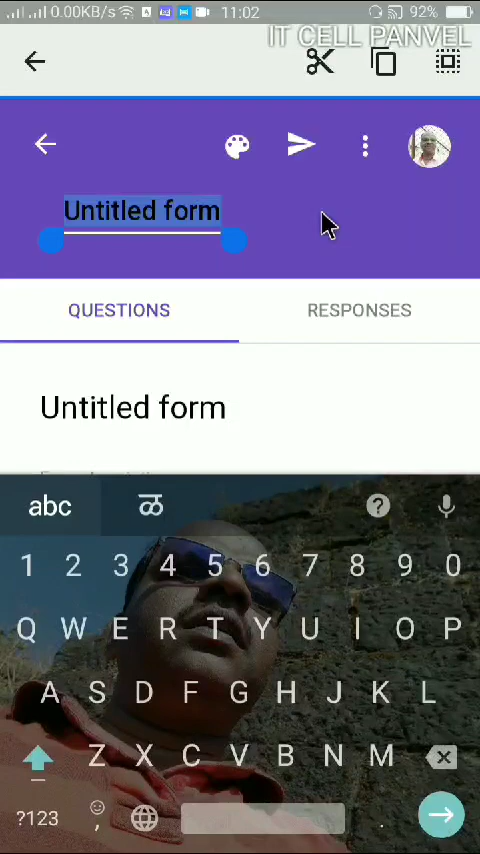 0.00KB/s 11:02 92%
IT CELL PANVEL
Untitled form
QUESTIONS RESPONSES
Untitled form
abc ळ
1 2 3 4 5 6 7 8 9 0
Q W E R T Y U I O P
A S D F G H J K L
Z X C V B N M
?123 , .